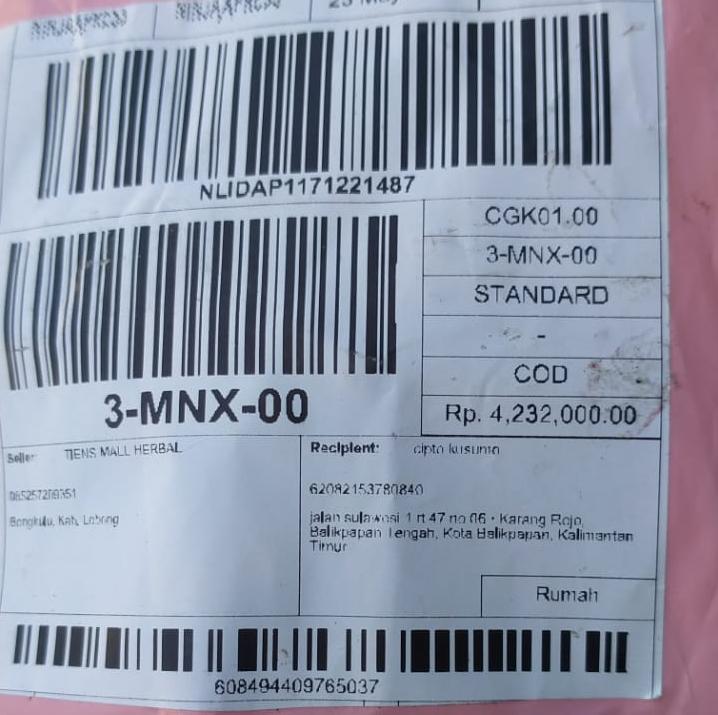 NLIDAP1171221487
CGK01.00
3-MNX-00
STANDARD
-
COD
Rp. 4,232,000.00
3-MNX-00
Seller: TIENS MALL HERBAL
Bengkulu, Kab. Lebong
Recipient: cipto kusumo
6282153780840
jalan sulawesi 1 rt 47 no 06 - Karang Rejo,
Balikpapan Tengah, Kota Balikpapan, Kalimantan
Timur
Rumah
608494409765037